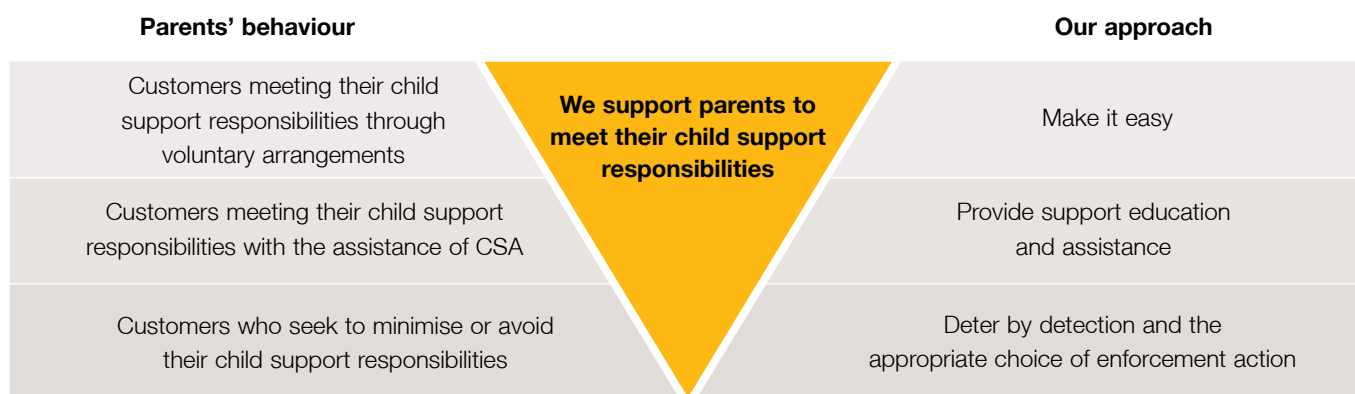 Parents' behaviour
Our approach
Customers meeting their child
support responsibilities through
voluntary arrangements
We support parents to
meet their child support
responsibilities
Make it easy
Customers meeting their child support
responsibilities with the assistance of CSA
Provide support education
and assistance
Customers who seek to minimise or avoid
their child support responsibilities
Deter by detection and the
appropriate choice of enforcement action